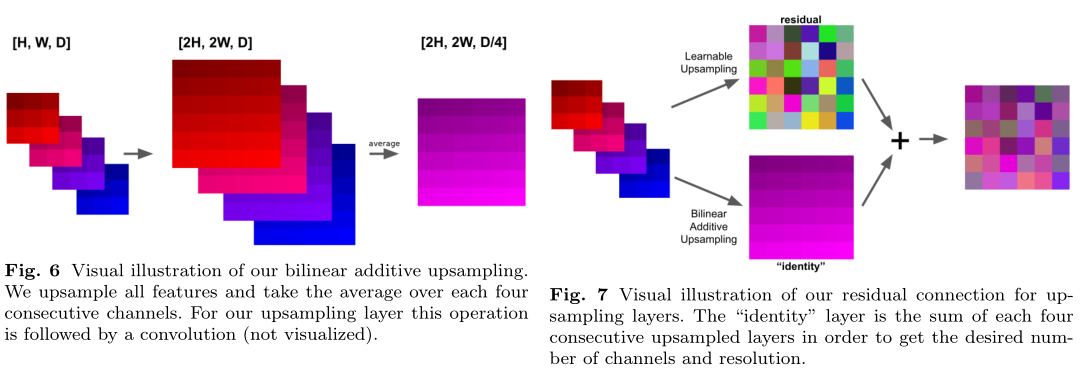 [H, W, D]
[2H, 2W, D]
[2H, 2W, D/4]
average
Fig. 6 Visual illustration of our bilinear additive upsampling.
We upsample all features and take the average over each four
consecutive channels. For our upsampling layer this operation
is followed by a convolution (not visualized).
residual
Learnable
Upsampling
+
Bilinear
Additive
Upsampling
“identity”
Fig. 7 Visual illustration of our residual connection for up-
sampling layers. The “identity” layer is the sum of each four
consecutive upsampled layers in order to get the desired num-
ber of channels and resolution.